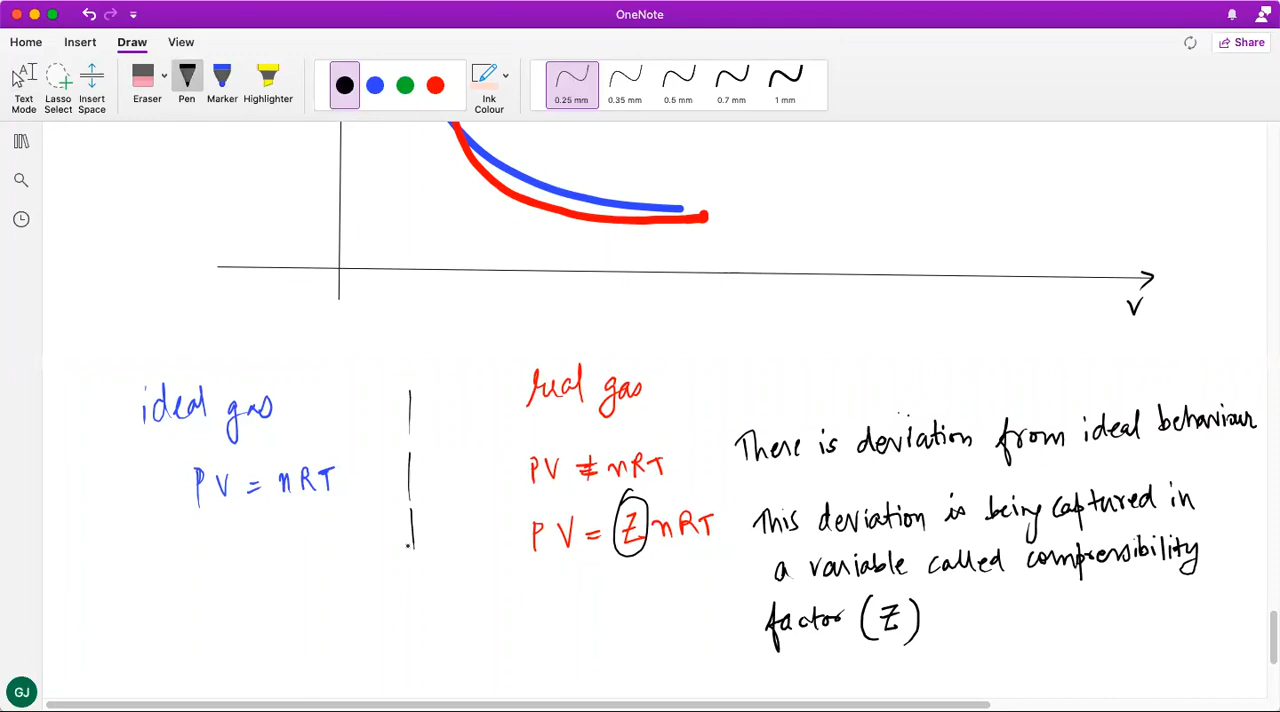 OneNote
Home Insert Draw View
Share
Text Mode
Lasso Select
Insert Space
Eraser
Pen
Marker
Highlighter
Ink Colour
0.25 mm 0.35 mm 0.5 mm 0.7 mm 1 mm
V
ideal gas
PV = nRT
real gas
PV ≠ nRT
PV = Z nRT
There is deviation from ideal behaviour
This deviation is being captured in
a variable called compressibility
factor (Z)
GJ